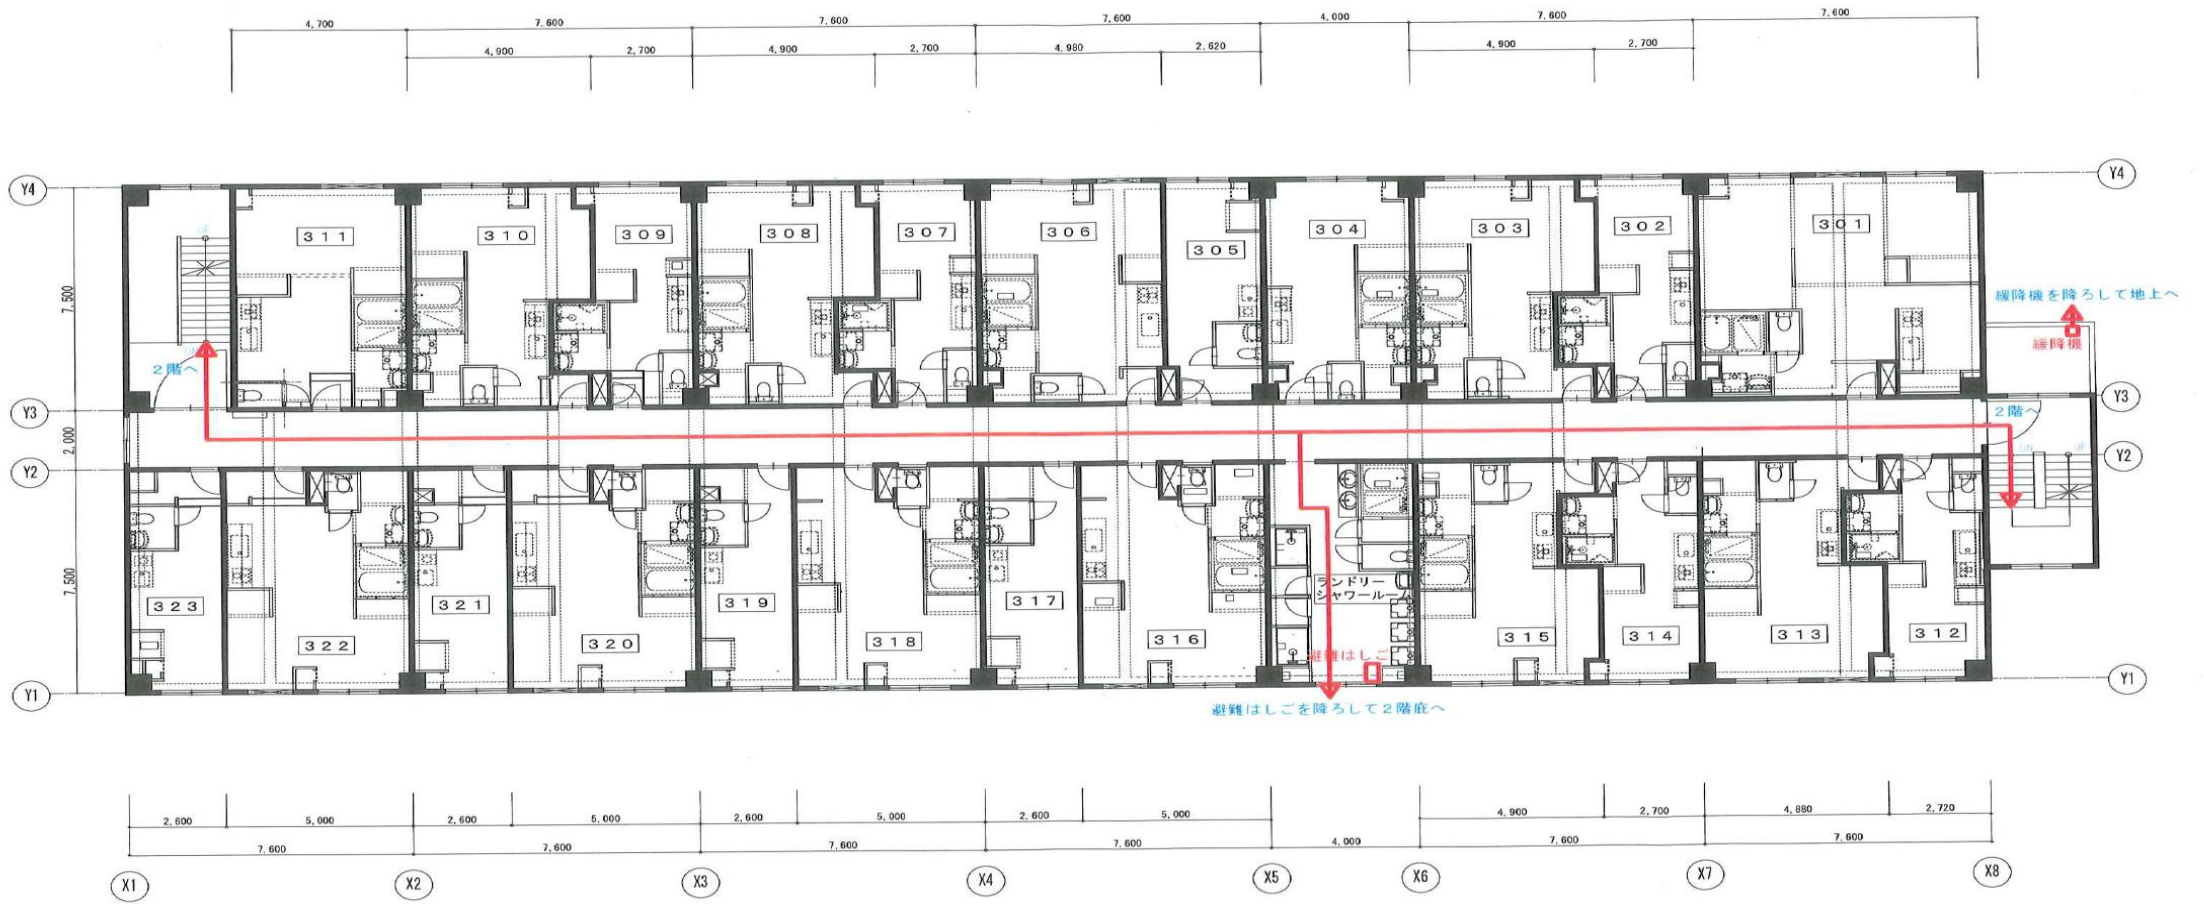 4,700 7,600 7,600 7,600 4,000 7,600 7,600
4,900 2,700 4,900 2,700 4,980 2,620 4,900 2,700
Y4 Y4
311 310 309 308 307 306 305 304 303 302 301
UP
7,500
緩降機を降ろして地上へ
緩降機
2階へ
DN
Y3 Y3
2階へ
2,000
DN UP
Y2 Y2
7,500
ランドリー
シャワールーム
323 322 321 320 319 318 317 316 315 314 313 312
避難はしご
Y1 Y1
避難はしごを降ろして2階庇へ
2,600 5,000 2,600 5,000 2,600 5,000 2,600 5,000 4,900 2,700 4,880 2,720
7,600 7,600 7,600 7,600 4,000 7,600 7,600
X1 X2 X3 X4 X5 X6 X7 X8